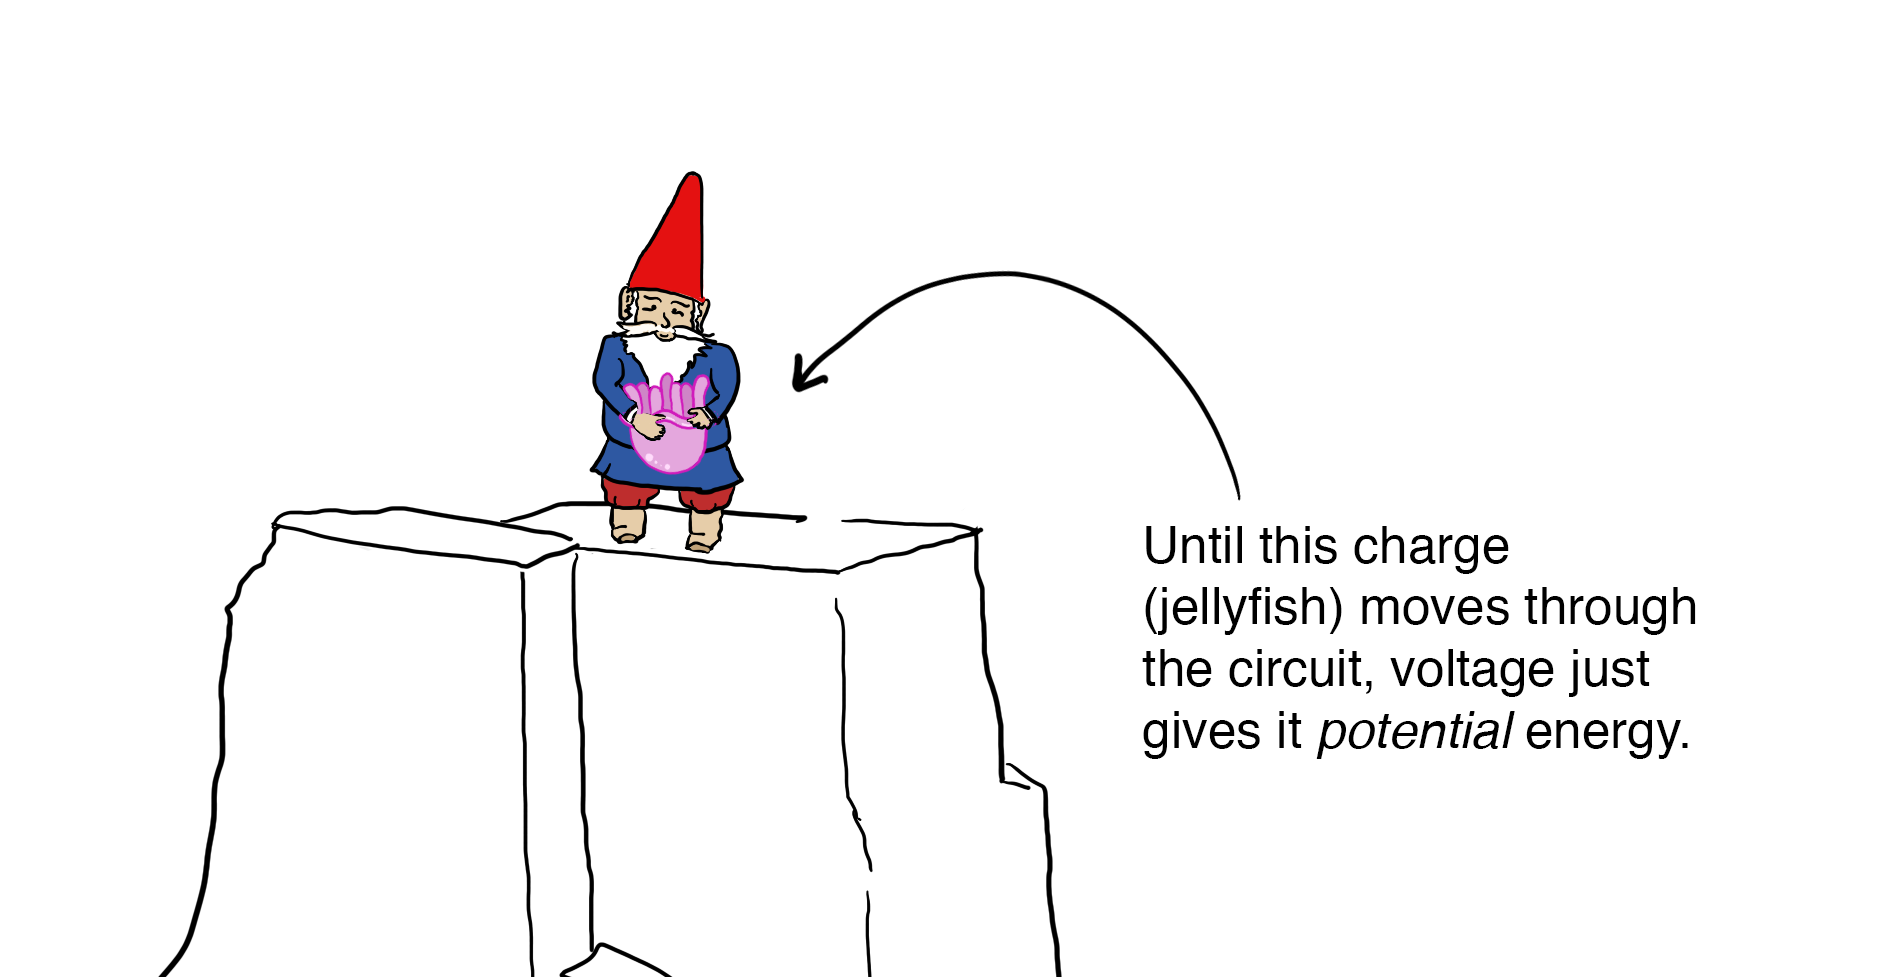 Until this charge
(jellyfish) moves through
the circuit, voltage just
gives it potential energy.